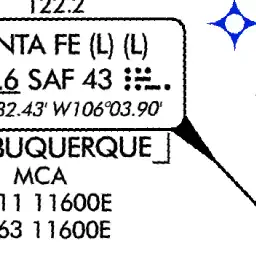 122.2
NTA FE (L) (L)
.6 SAF 43
32.43' W106°03.90'
BUQUERQUE
MCA
11 11600E
63 11600E